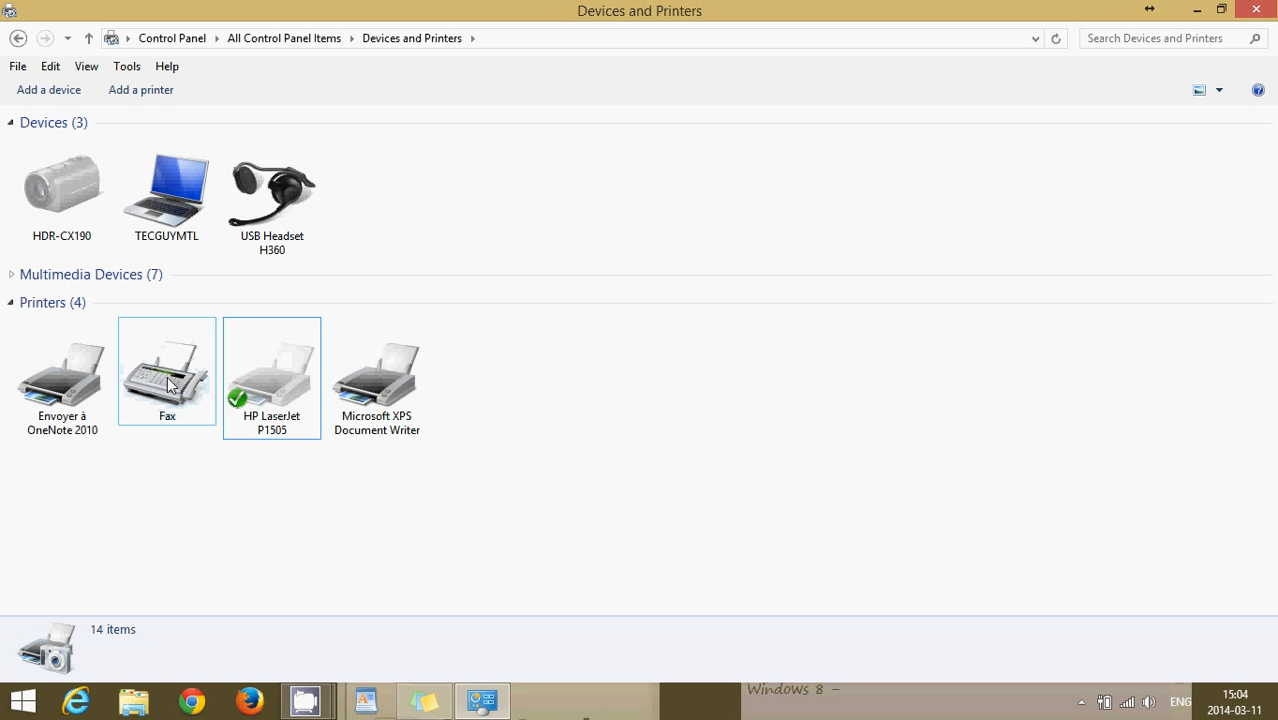 Devices and Printers
Control Panel All Control Panel Items Devices and Printers
Search Devices and Printers
File Edit View Tools Help
Add a device Add a printer
Devices (3)
HDR-CX190
TECGUYMTL
USB Headset
H360
Multimedia Devices (7)
Printers (4)
Envoyer à
OneNote 2010
Fax
HP LaserJet
P1505
Microsoft XPS
Document Writer
14 items
Windows 8 -
ENG
15:04
2014-03-11